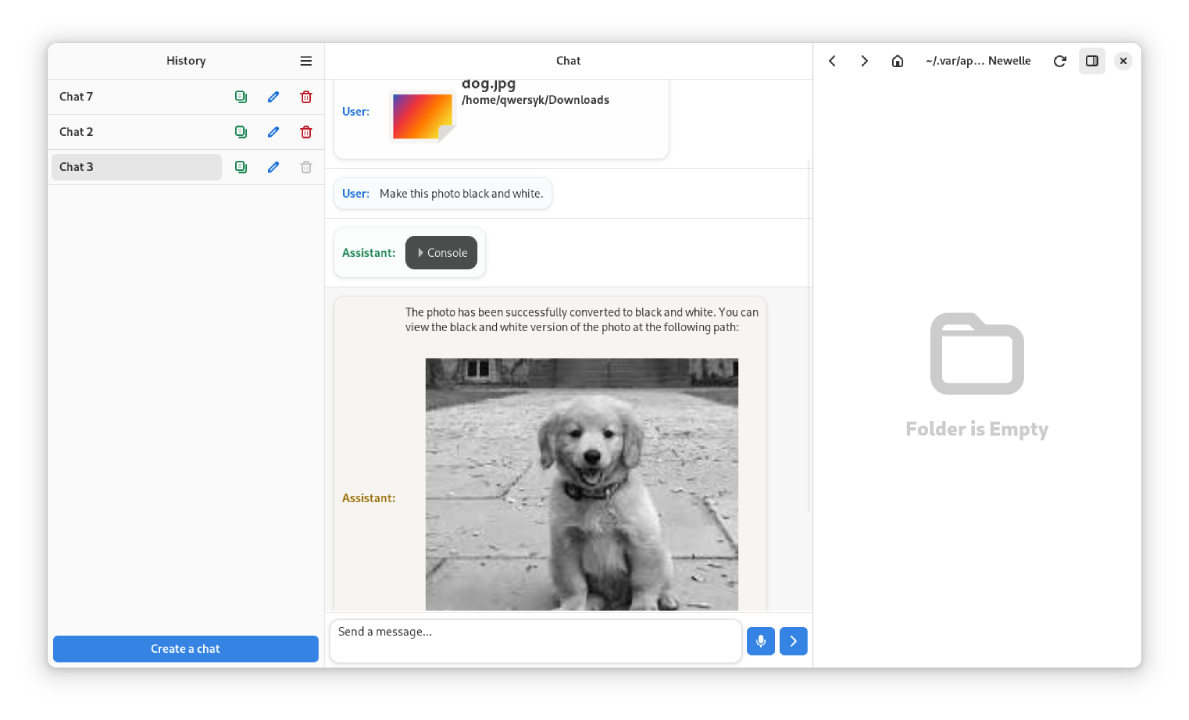 History
Chat 7
Chat 2
Chat 3
Create a chat
Chat
dog.jpg
/home/qwersyk/Downloads
User:
User: Make this photo black and white.
Assistant: Console
The photo has been successfully converted to black and white. You can
view the black and white version of the photo at the following path:
Assistant:
Send a message...
~/.var/ap... Newelle
Folder is Empty